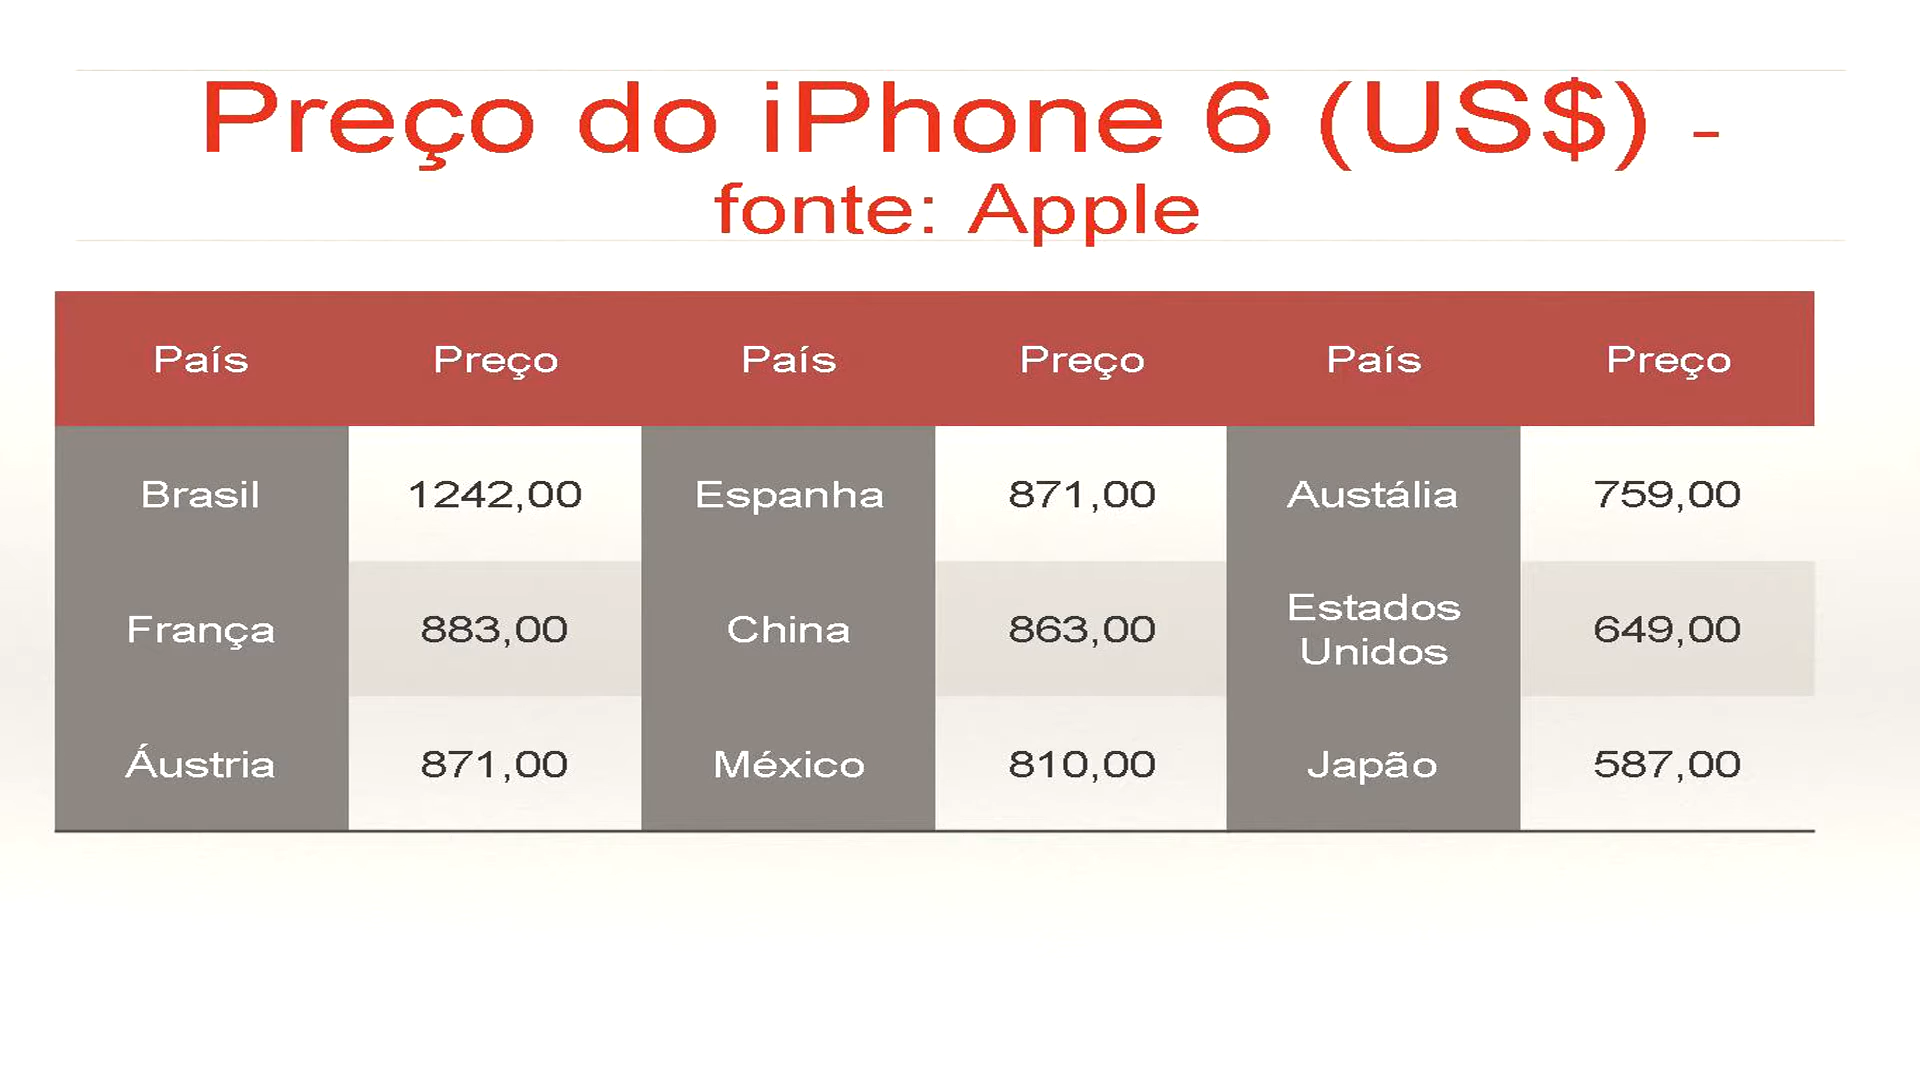 Preço do iPhone 6 (US$) -
fonte: Apple
País Preço País Preço País Preço
Brasil 1242,00 Espanha 871,00 Austália 759,00
França 883,00 China 863,00 Estados Unidos 649,00
Áustria 871,00 México 810,00 Japão 587,00